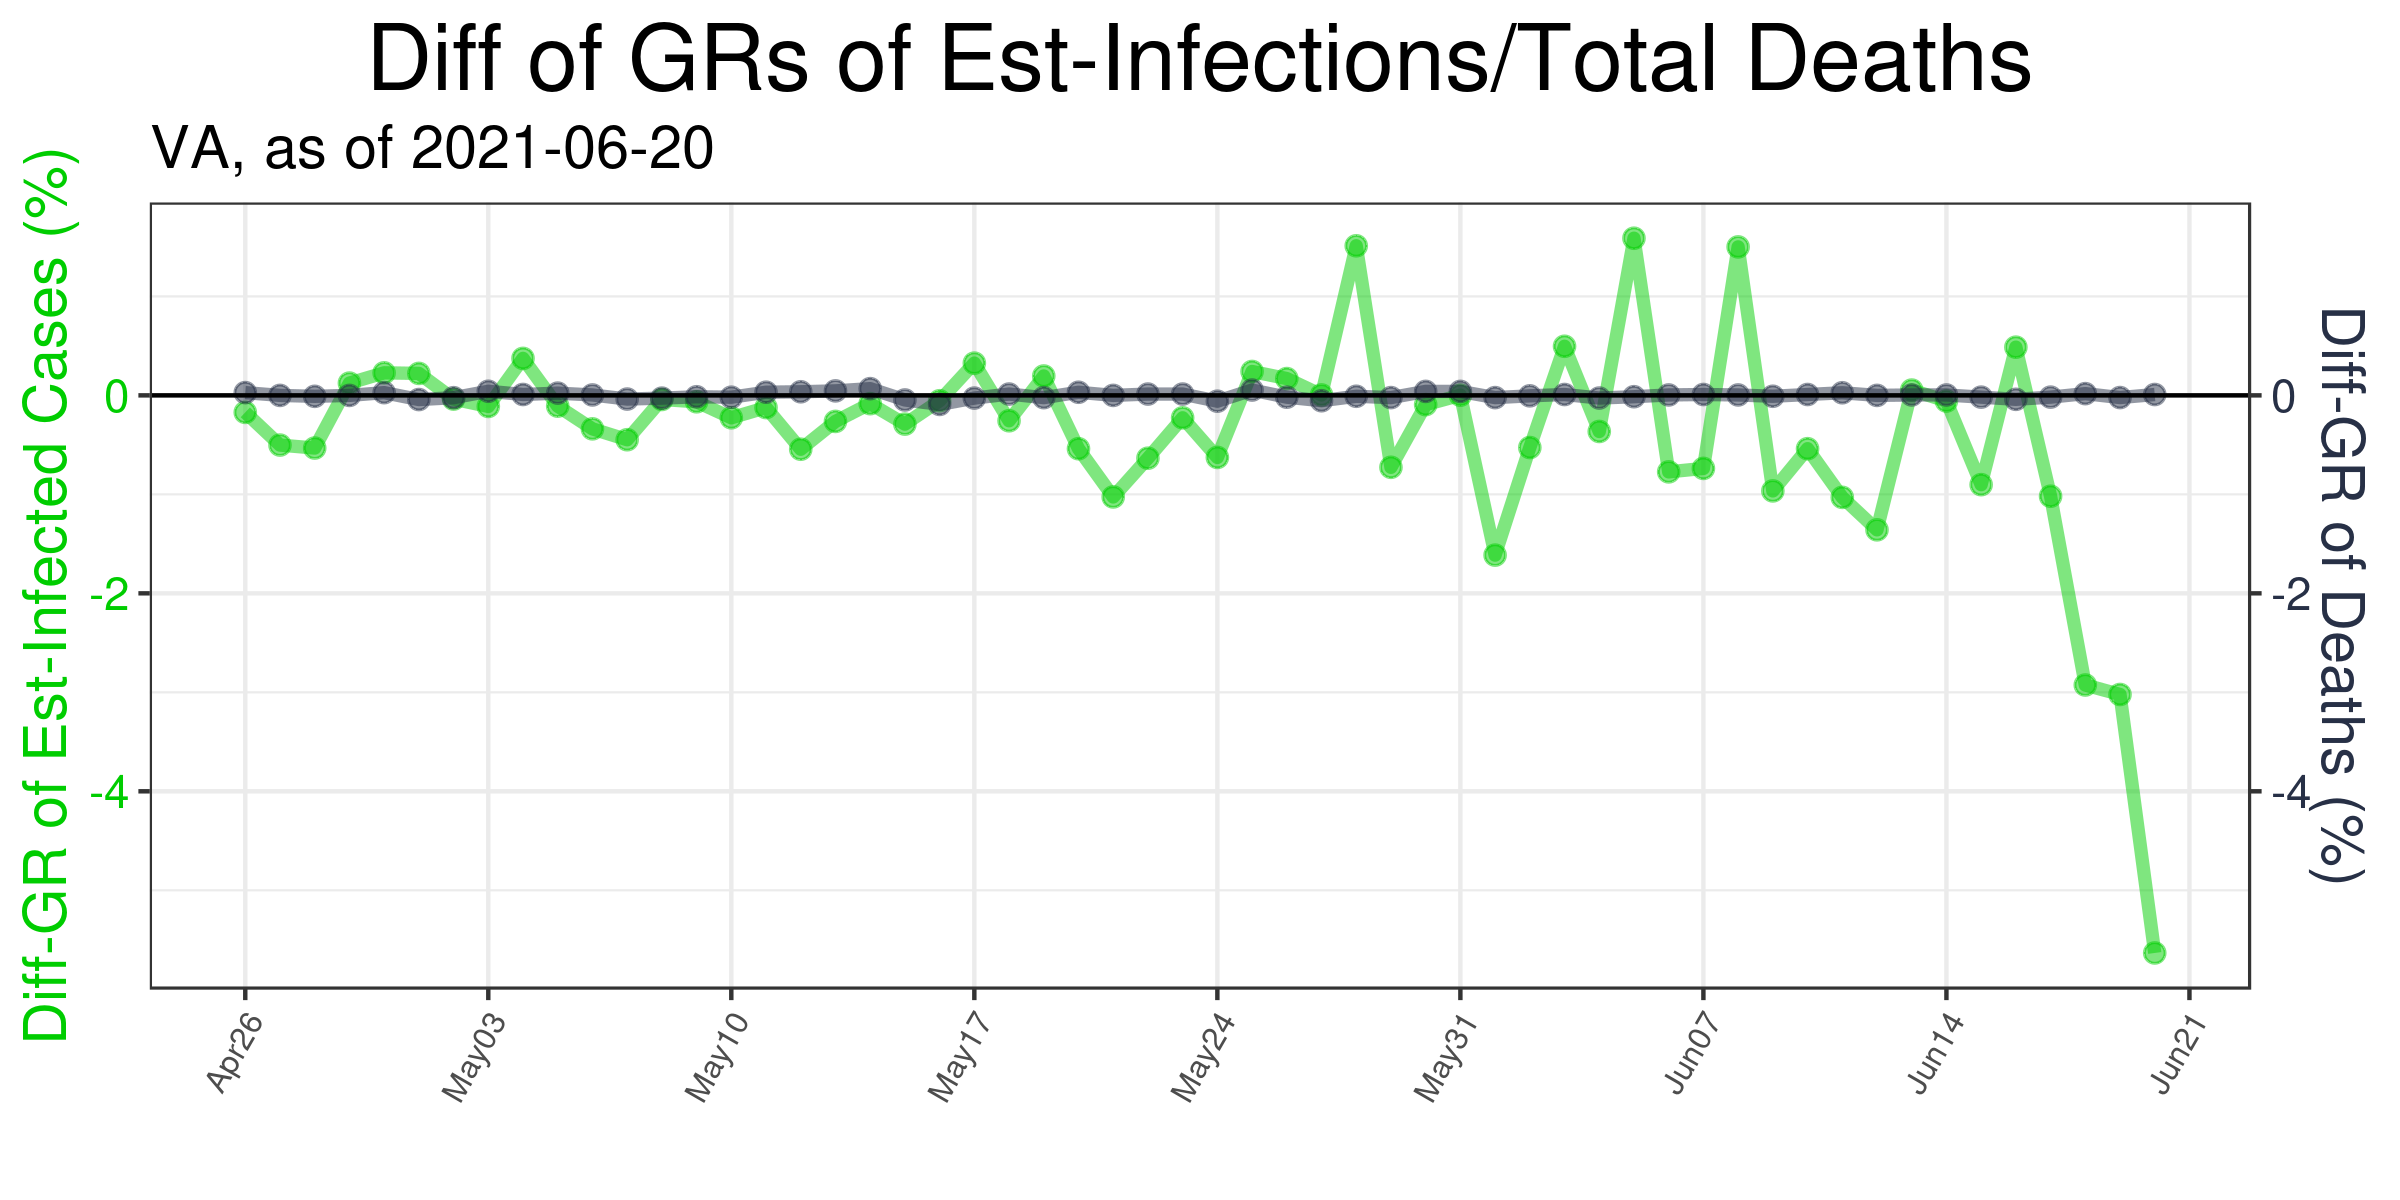 Diff of GRs of Est-Infections/Total Deaths
VA, as of 2021-06-20
Diff-GR of Est-Infected Cases (%)
0
-2
-4
0
-2
-4
Diff-GR of Deaths (%)
Apr26
May03
May10
May17
May24
May31
Jun07
Jun14
Jun21